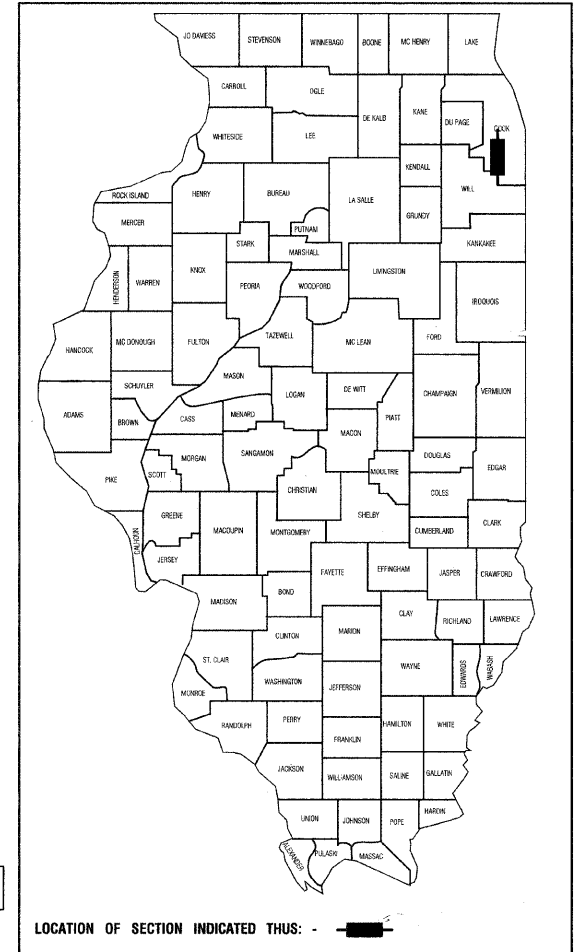 JO DAVIESS
STEVENSON
WINNEBAGO
BOONE
MC HENRY
LAKE
CARROLL
OGLE
DE KALB
KANE
DU PAGE
COOK
WHITESIDE
LEE
KENDALL
WILL
ROCK ISLAND
HENRY
BUREAU
LA SALLE
GRUNDY
MERCER
PUTNAM
STARK
MARSHALL
KANKAKEE
HENDERSON
WARREN
KNOX
PEORIA
WOODFORD
LIVINGSTON
IROQUOIS
HANCOCK
MC DONOUGH
FULTON
TAZEWELL
MC LEAN
FORD
MASON
SCHUYLER
LOGAN
DE WITT
CHAMPAIGN
VERMILION
ADAMS
BROWN
CASS
MENARD
MACON
PIATT
MORGAN
SANGAMON
DOUGLAS
EDGAR
PIKE
SCOTT
CHRISTIAN
MOULTRIE
COLES
GREENE
MACOUPIN
MONTGOMEBY
SHELBY
CUMBERLAND
CLARK
CALHOUN
JERSEY
FAYETTE
EFFINGHAM
JASPER
CRAWFORD
MADISON
BOND
CLAY
RICHLAND
LAWRENCE
CLINTON
MARION
ST. CLAIR
WAYNE
EDWARDS
WABASH
WASHINGTON
JEFFERSON
MONROE
RANDOLPH
PERRY
HAMILTON
WHITE
FRANKLIN
JACKSON
WILLIAMSON
SALINE
GALLATIN
UNION
JOHNSON
POPE
HARDIN
ALEXANDER
PULASKI
MASSAC
LOCATION OF SECTION INDICATED THUS: -